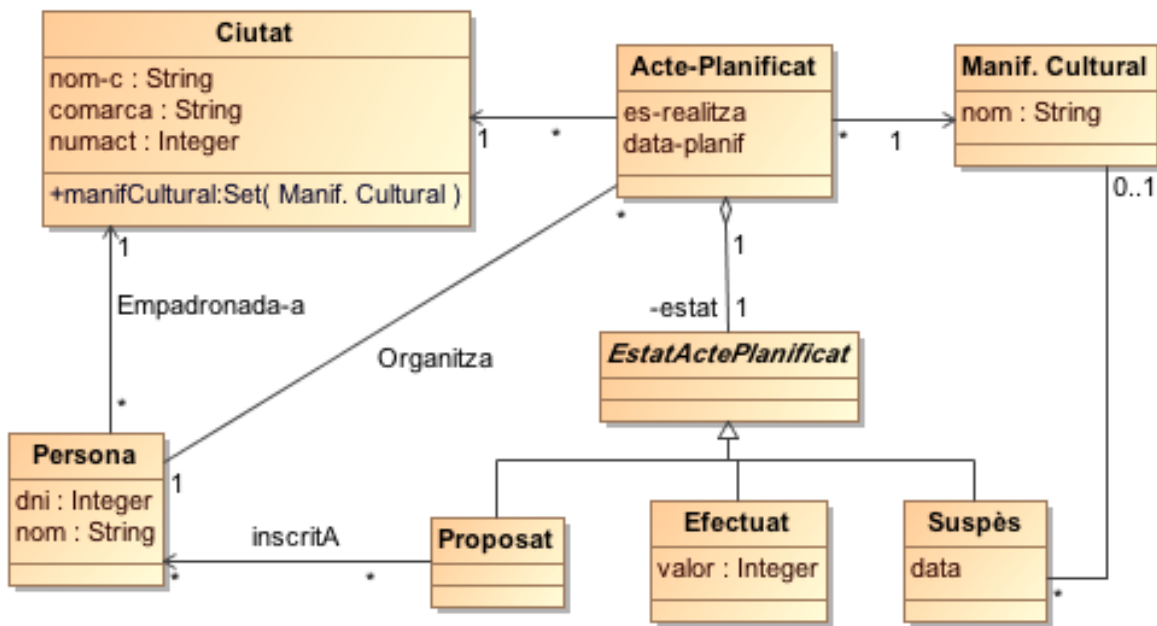 Ciutat
nom-c : String
comarca : String
numact : Integer
+manifCultural:Set( Manif. Cultural )
Acte-Planificat
es-realitza
data-planif
Manif. Cultural
nom : String
1
*
*
1
0..1
1
*
1
Empadronada-a
-estat
1
Organitza
EstatActePlanificat
*
Persona
dni : Integer
nom : String
1
inscritA
*
*
Proposat
Efectuat
valor : Integer
Suspès
data
*